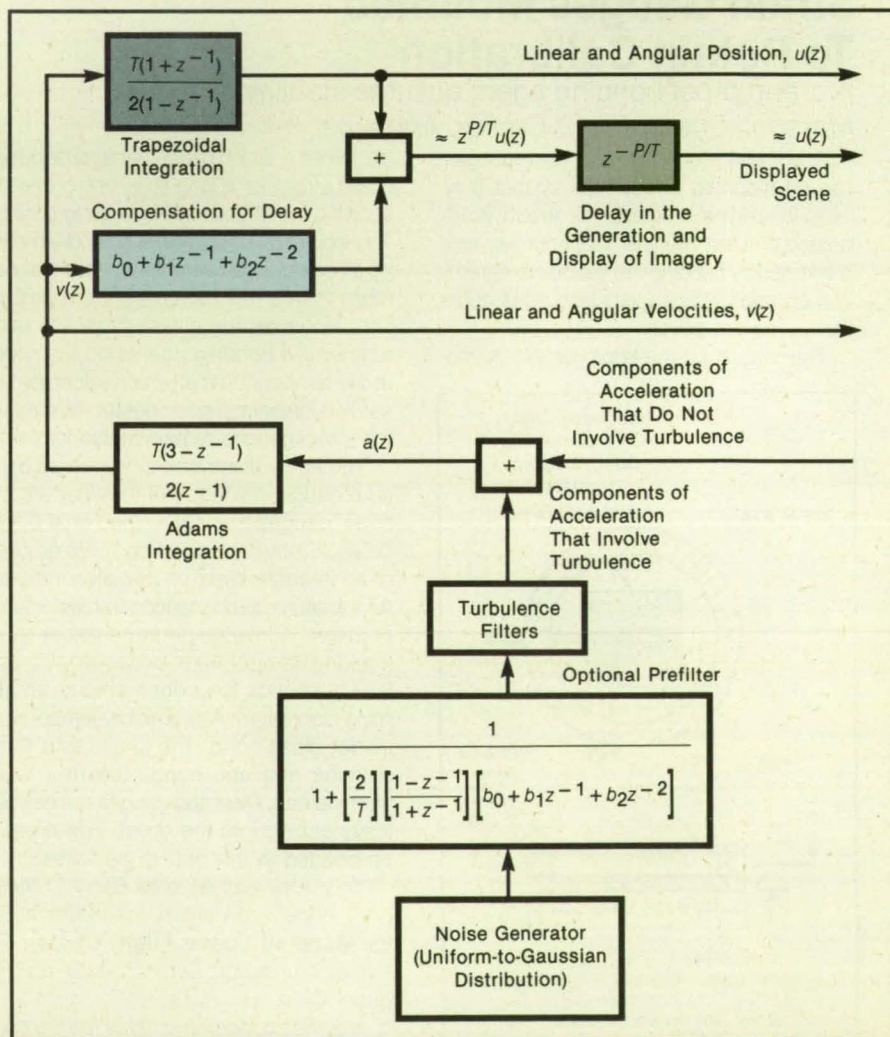 T(1 + z⁻¹)
2(1 − z⁻¹)
Trapezoidal
Integration
Linear and Angular Position, u(z)
+
≈ z^{P/T}u(z)
z^{−P/T}
≈ u(z)
Displayed
Scene
Delay in the
Generation and
Display of Imagery
Compensation for Delay
b₀ + b₁z⁻¹ + b₂z⁻²
v(z)
Linear and Angular Velocities, v(z)
Components of
Acceleration
That Do Not
Involve Turbulence
T(3 − z⁻¹)
2(z − 1)
Adams
Integration
a(z)
+
Components of
Acceleration
That Involve
Turbulence
Turbulence
Filters
Optional Prefilter
1
1 + [2/T] [(1 − z⁻¹)/(1 + z⁻¹)] [b₀ + b₁z⁻¹ + b₂z⁻²]
Noise Generator
(Uniform-to-Gaussian
Distribution)